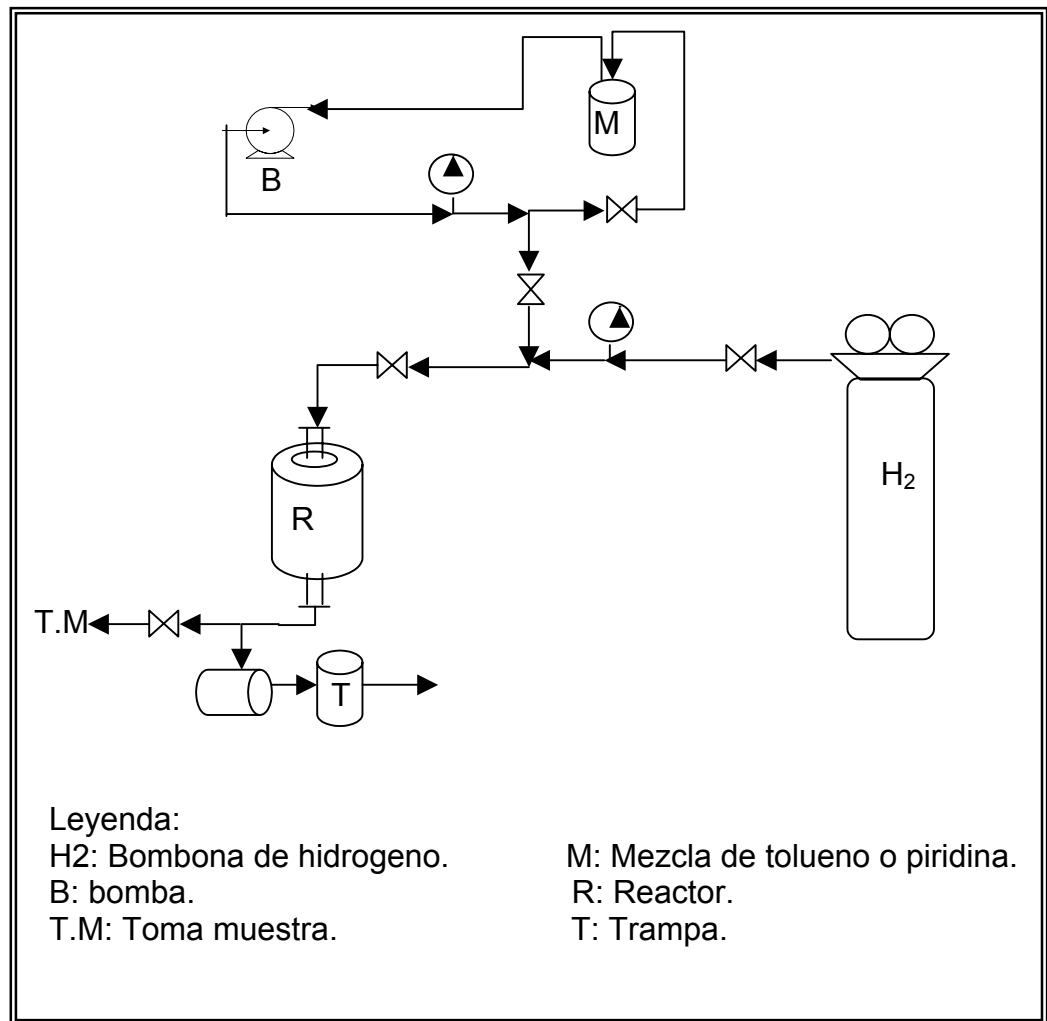 M
B
H₂
R
T.M
T
Leyenda:
H2: Bombona de hidrogeno.
M: Mezcla de tolueno o piridina.
B: bomba.
R: Reactor.
T.M: Toma muestra.
T: Trampa.